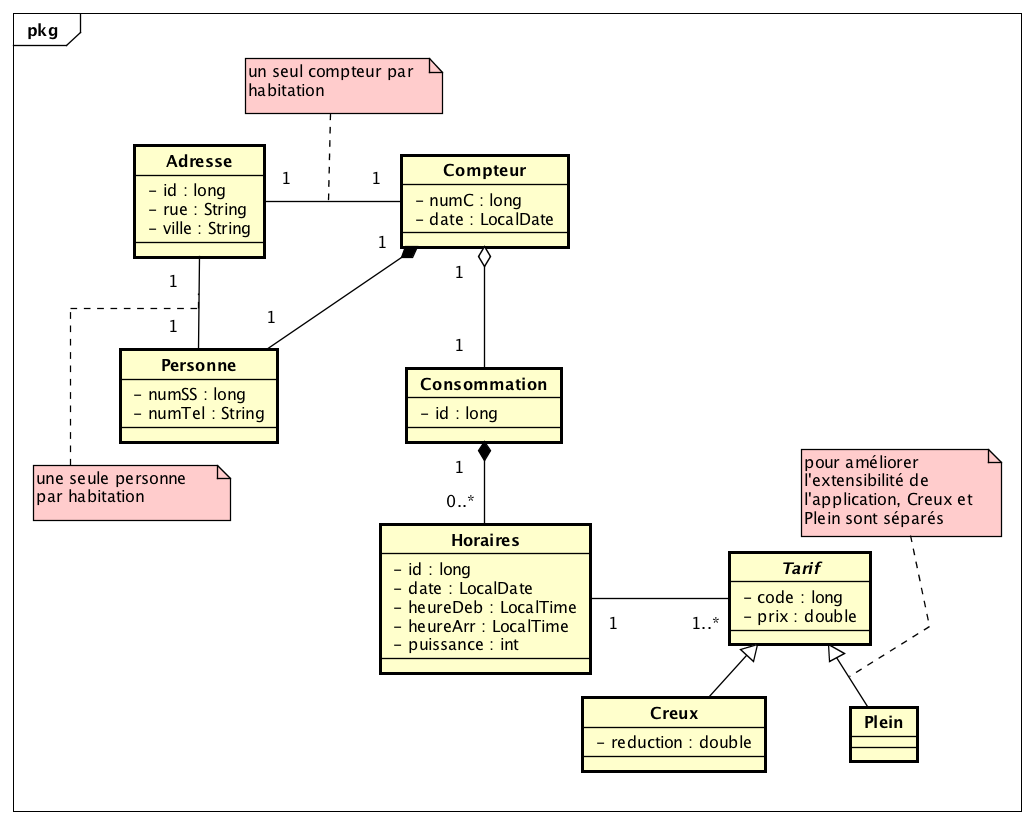 pkg
un seul compteur par
habitation
Adresse
– id : long
– rue : String
– ville : String
1
1
Compteur
– numC : long
– date : LocalDate
1
1
1
1
1
1
Personne
– numSS : long
– numTel : String
Consommation
– id : long
une seule personne
par habitation
1
0..*
pour améliorer
l'extensibilité de
l'application, Creux et
Plein sont séparés
Horaires
– id : long
– date : LocalDate
– heureDeb : LocalTime
– heureArr : LocalTime
– puissance : int
1
1..*
Tarif
– code : long
– prix : double
Creux
– reduction : double
Plein